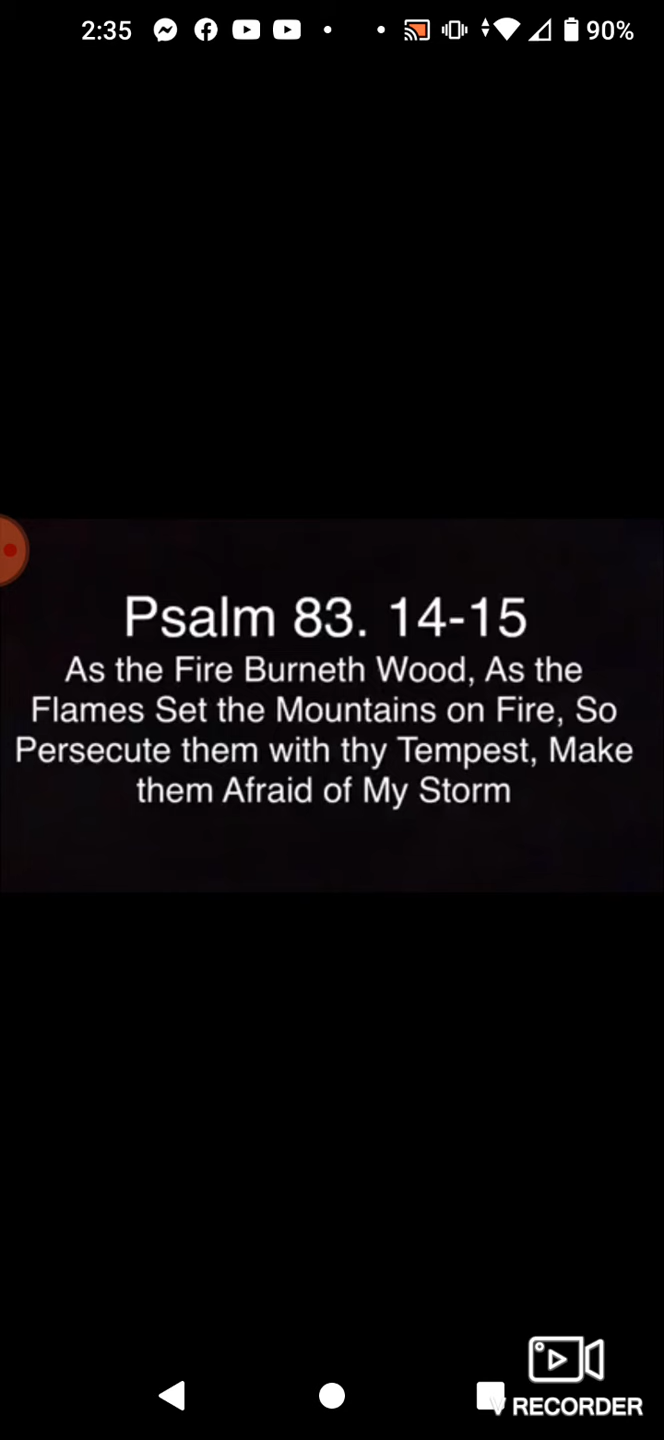 2:35
90%
Psalm 83. 14-15
As the Fire Burneth Wood, As the
Flames Set the Mountains on Fire, So
Persecute them with thy Tempest, Make
them Afraid of My Storm
V RECORDER